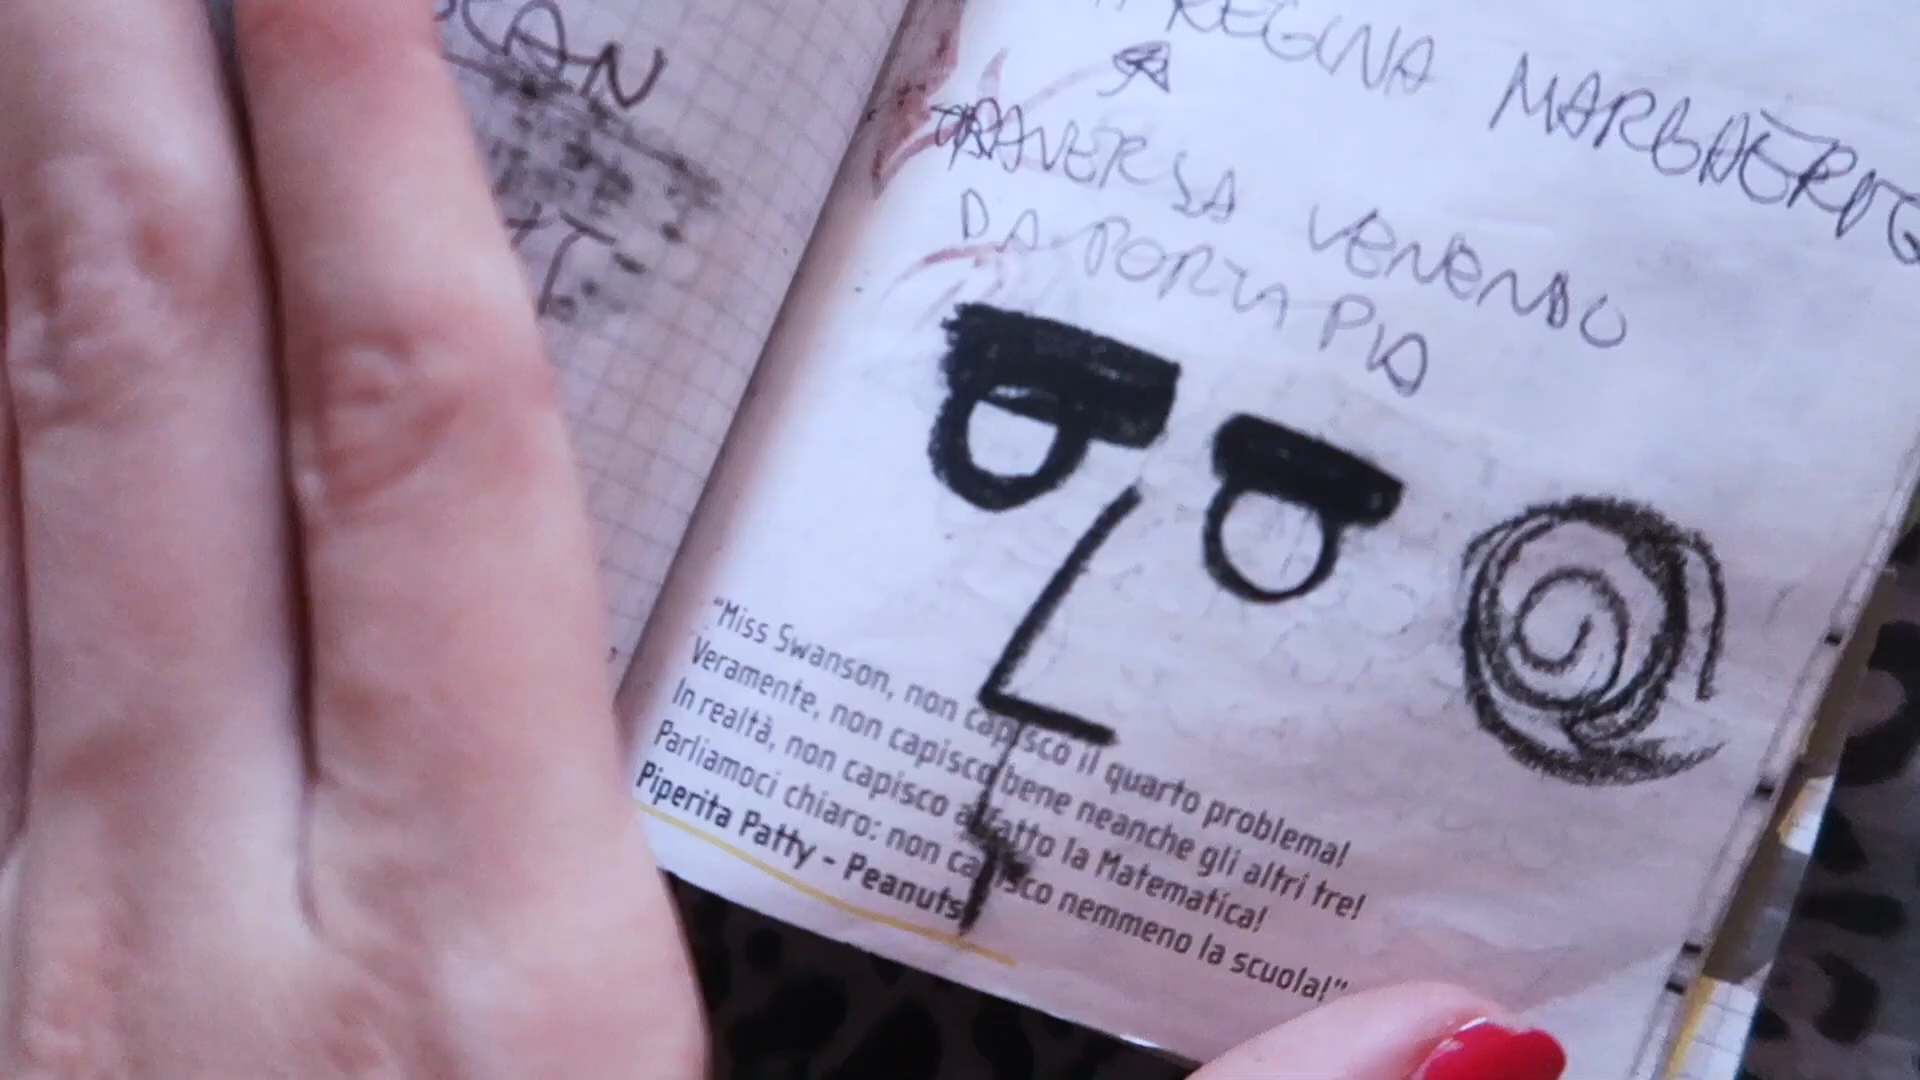 SCAN
REGINA MARGHERITA
TRAVERSA VENENDO
DA PORTA PIA
"Miss Swanson, non capisco il quarto problema!
Veramente, non capisco bene neanche gli altri tre!
In realtà, non capisco affatto la Matematica!
Parliamoci chiaro: non capisco nemmeno la scuola!"
Piperita Patty - Peanuts